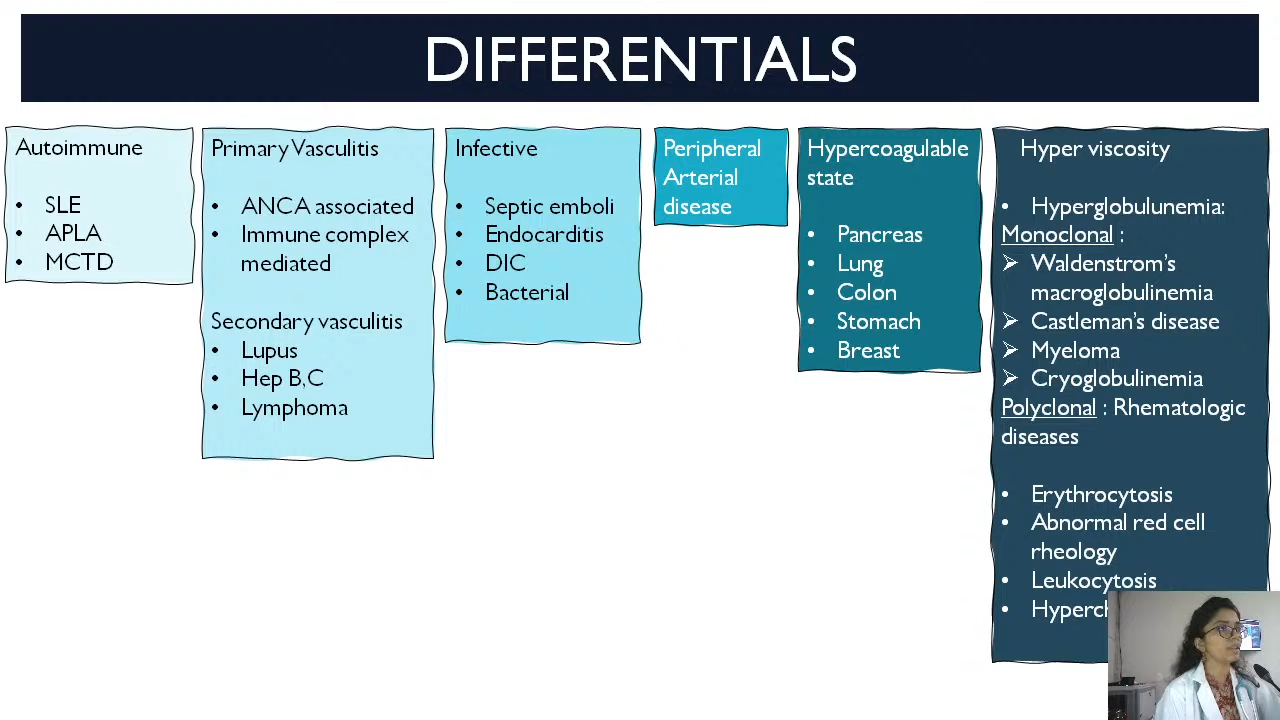 DIFFERENTIALS
Autoimmune
• SLE
• APLA
• MCTD
Primary Vasculitis
• ANCA associated
• Immune complex
mediated
Secondary vasculitis
• Lupus
• Hep B,C
• Lymphoma
Infective
• Septic emboli
• Endocarditis
• DIC
• Bacterial
Peripheral
Arterial
disease
Hypercoagulable
state
• Pancreas
• Lung
• Colon
• Stomach
• Breast
Hyper viscosity
• Hyperglobulunemia:
Monoclonal :
➢ Waldenstrom's
macroglobulinemia
➢ Castleman's disease
➢ Myeloma
➢ Cryoglobulinemia
Polyclonal : Rhematologic
diseases
• Erythrocytosis
• Abnormal red cell
rheology
• Leukocytosis